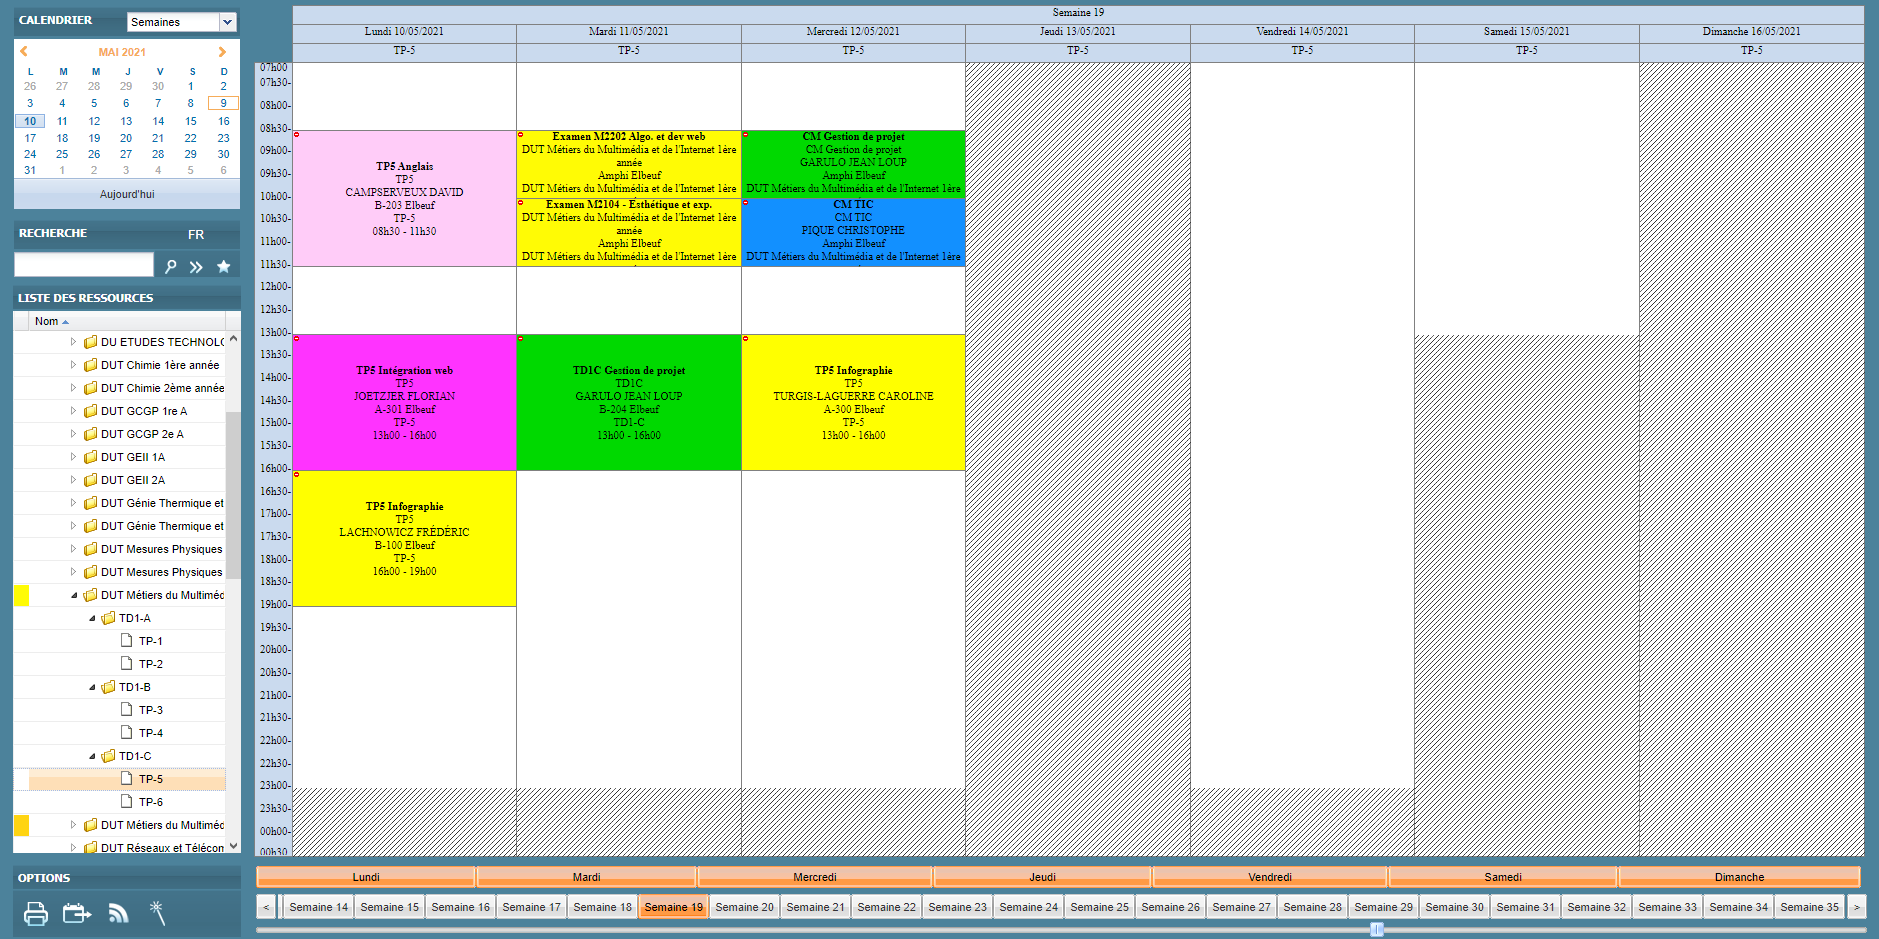 CALENDRIER
Semaines
MAI 2021
L M M J V S D
26 27 28 29 30 1 2
3 4 5 6 7 8 9
10 11 12 13 14 15 16
17 18 19 20 21 22 23
24 25 26 27 28 29 30
31 1 2 3 4 5 6
Aujourd'hui
RECHERCHE FR
LISTE DES RESSOURCES
Nom
DU ETUDES TECHNOLO
DUT Chimie 1ère année
DUT Chimie 2ème année
DUT GCGP 1re A
DUT GCGP 2e A
DUT GEII 1A
DUT GEII 2A
DUT Génie Thermique et
DUT Génie Thermique et
DUT Mesures Physiques
DUT Mesures Physiques
DUT Métiers du Multiméd
TD1-A
TP-1
TP-2
TD1-B
TP-3
TP-4
TD1-C
TP-5
TP-6
DUT Métiers du Multiméd
DUT Réseaux et Télécom
OPTIONS
Semaine 19
Lundi 10/05/2021 Mardi 11/05/2021 Mercredi 12/05/2021 Jeudi 13/05/2021 Vendredi 14/05/2021 Samedi 15/05/2021 Dimanche 16/05/2021
TP-5 TP-5 TP-5 TP-5 TP-5 TP-5 TP-5
07h00
07h30-
08h00-
08h30-
09h00-
09h30-
10h00-
10h30-
11h00-
11h30-
12h00-
12h30-
13h00-
13h30-
14h00-
14h30-
15h00-
15h30-
16h00-
16h30-
17h00-
17h30-
18h00-
18h30-
19h00-
19h30-
20h00-
20h30-
21h00-
21h30-
22h00-
22h30-
23h00-
23h30-
00h00-
00h30
TP5 Anglais
TP5
CAMPSERVEUX DAVID
B-203 Elbeuf
TP-5
08h30 - 11h30
TP5 Intégration web
TP5
JOETZJER FLORIAN
A-301 Elbeuf
TP-5
13h00 - 16h00
TP5 Infographie
TP5
LACHNOWICZ FRÉDÉRIC
B-100 Elbeuf
TP-5
16h00 - 19h00
Examen M2202 Algo. et dev web
DUT Métiers du Multimédia et de l'Internet 1ère
année
Amphi Elbeuf
DUT Métiers du Multimédia et de l'Internet 1ère
Examen M2104 - Esthétique et exp.
DUT Métiers du Multimédia et de l'Internet 1ère
année
Amphi Elbeuf
DUT Métiers du Multimédia et de l'Internet 1ère
TD1C Gestion de projet
TD1C
GARULO JEAN LOUP
B-204 Elbeuf
TD1-C
13h00 - 16h00
CM Gestion de projet
CM Gestion de projet
GARULO JEAN LOUP
Amphi Elbeuf
DUT Métiers du Multimédia et de l'Internet 1ère
CM TIC
CM TIC
PIQUE CHRISTOPHE
Amphi Elbeuf
DUT Métiers du Multimédia et de l'Internet 1ère
TP5 Infographie
TP5
TURGIS-LAGUERRE CAROLINE
A-300 Elbeuf
TP-5
13h00 - 16h00
Lundi Mardi Mercredi Jeudi Vendredi Samedi Dimanche
< Semaine 14 Semaine 15 Semaine 16 Semaine 17 Semaine 18 Semaine 19 Semaine 20 Semaine 21 Semaine 22 Semaine 23 Semaine 24 Semaine 25 Semaine 26 Semaine 27 Semaine 28 Semaine 29 Semaine 30 Semaine 31 Semaine 32 Semaine 33 Semaine 34 Semaine 35 >